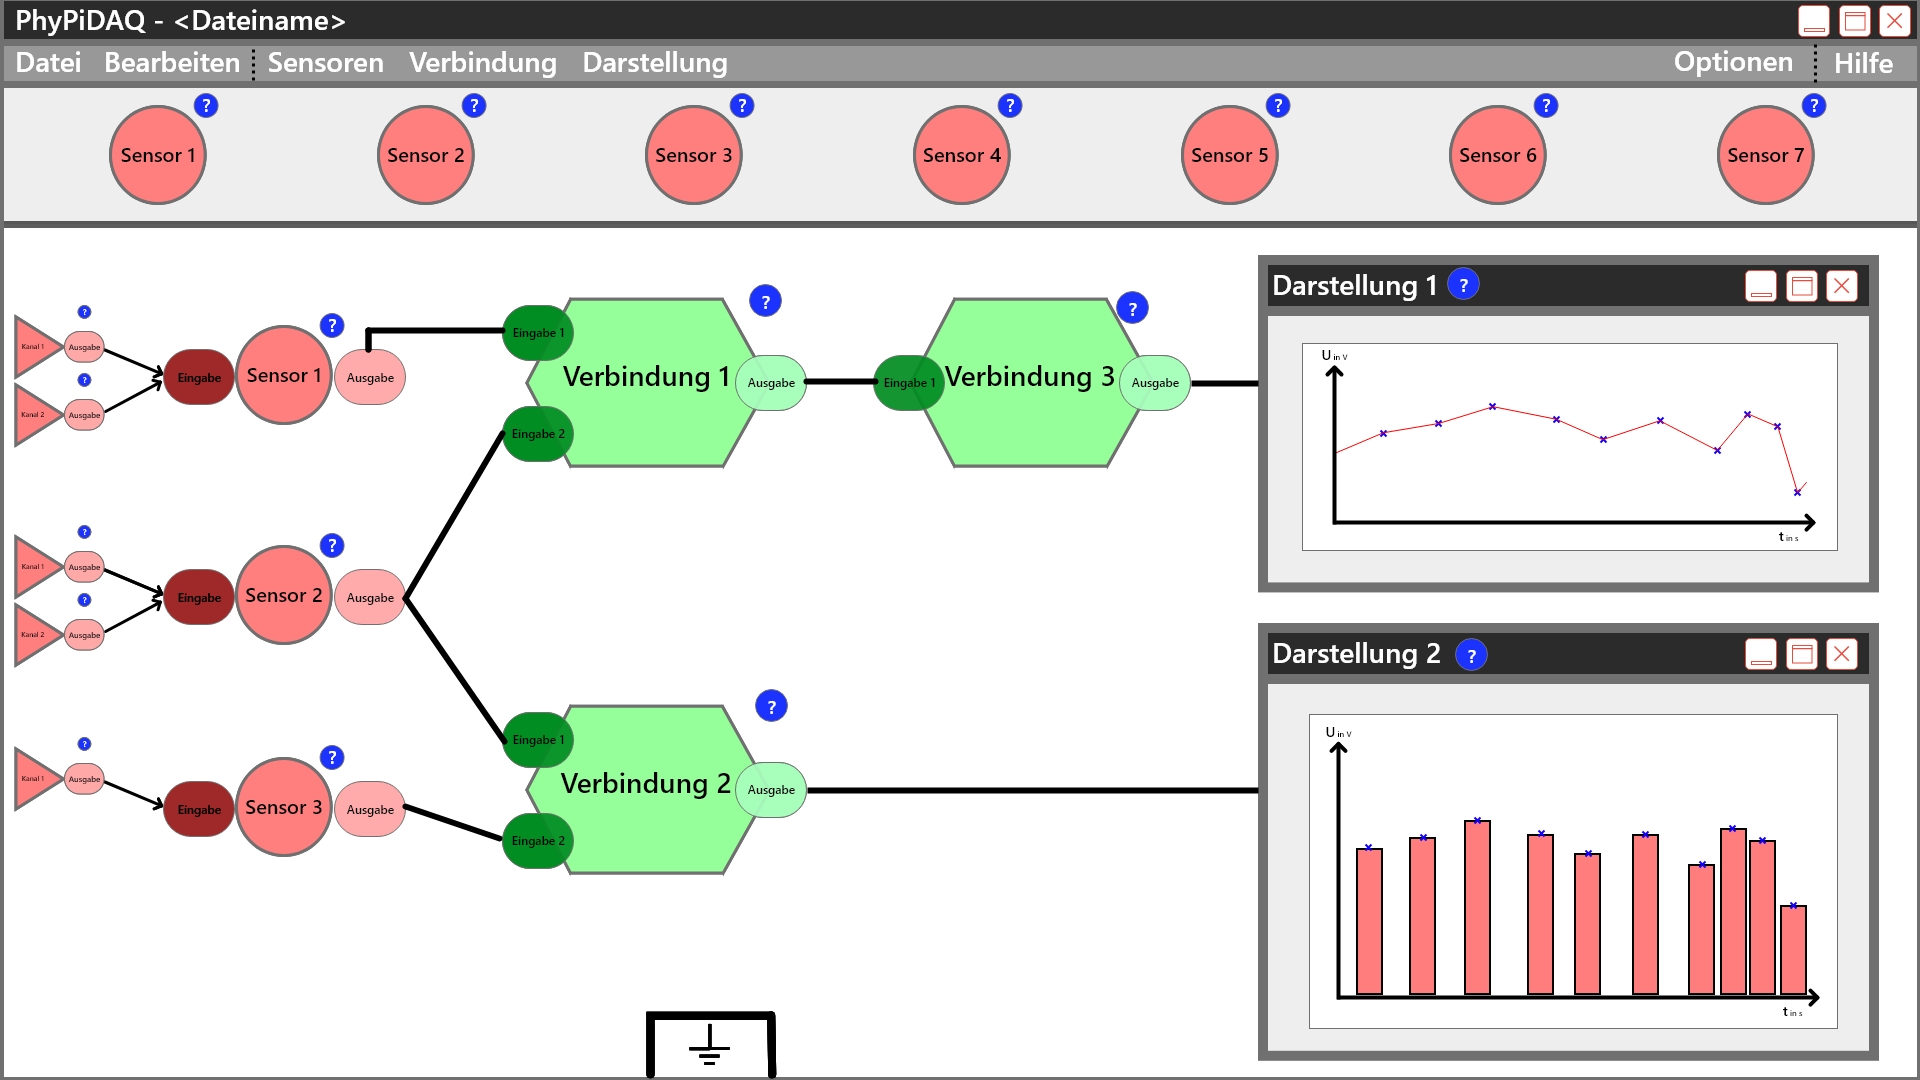 PhyPiDAQ - <Dateiname>
Datei Bearbeiten Sensoren Verbindung Darstellung Optionen Hilfe
? ? ? ? ? ? ?
Sensor 1 Sensor 2 Sensor 3 Sensor 4 Sensor 5 Sensor 6 Sensor 7
?
Kanal 1 Ausgabe
?
Kanal 2 Ausgabe
Eingabe Sensor 1 ? Ausgabe
Eingabe 1
Eingabe 2
Verbindung 1 ? Ausgabe
Eingabe 1 Verbindung 3 ? Ausgabe
Darstellung 1 ?
U in V
t in s
?
Kanal 1 Ausgabe
?
Kanal 2 Ausgabe
Eingabe Sensor 2 ? Ausgabe
?
Kanal 1 Ausgabe
Eingabe Sensor 3 ? Ausgabe
Eingabe 1
Eingabe 2
Verbindung 2 ? Ausgabe
Darstellung 2 ?
U in V
t in s